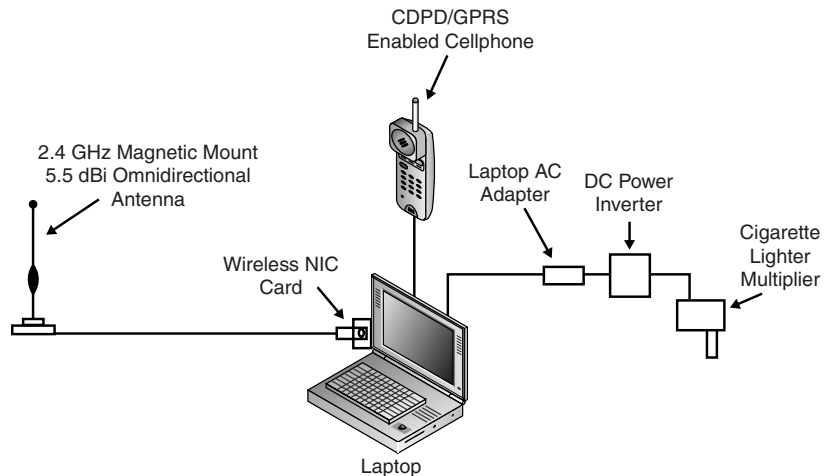 CDPD/GPRS
Enabled Cellphone
2.4 GHz Magnetic Mount
5.5 dBi Omnidirectional
Antenna
Laptop AC
Adapter
DC Power
Inverter
Cigarette
Lighter
Multiplier
Wireless NIC
Card
Laptop